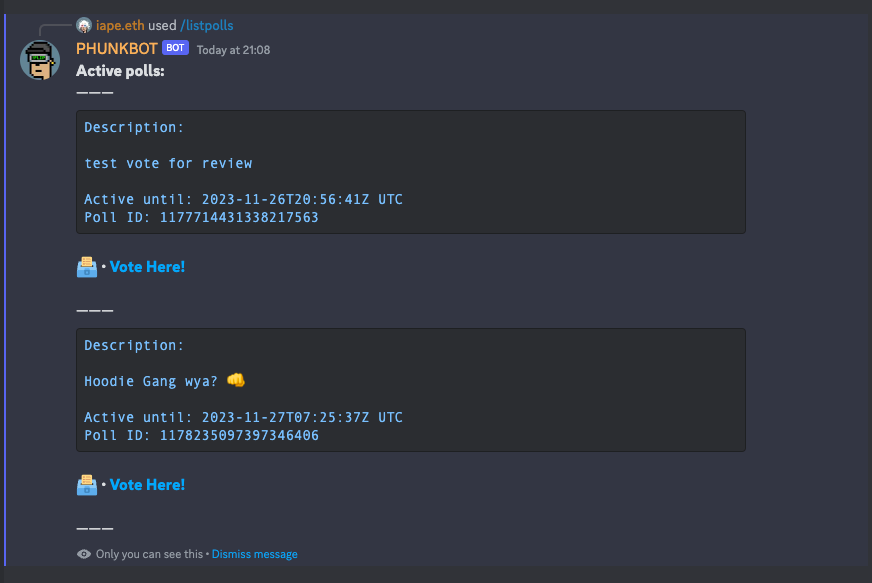 iape.eth used /listpolls
PHUNKBOT BOT Today at 21:08
Active polls:
———
Description:
test vote for review
Active until: 2023-11-26T20:56:41Z UTC
Poll ID: 1177714431338217563
• Vote Here!
———
Description:
Hoodie Gang wya? 👊
Active until: 2023-11-27T07:25:37Z UTC
Poll ID: 1178235097397346406
• Vote Here!
———
Only you can see this • Dismiss message